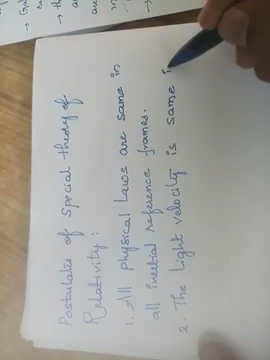 Postulates of Special theory of
Relativity:
1. All Physical Laws are same in
all inertial reference frames.
2. The Light velocity is same i
→ Gal